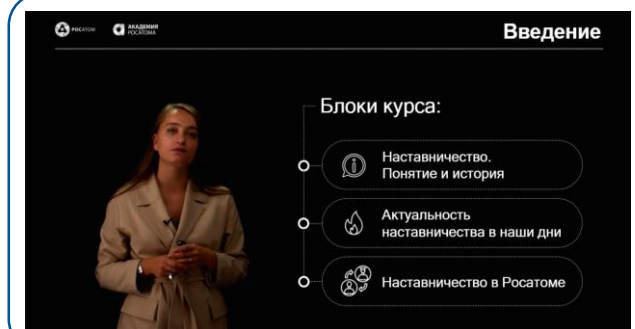 РОСАТОМ
АКАДЕМИЯ
РОСАТОМА
Введение
Блоки курса:
Наставничество.
Понятие и история
Актуальность
наставничества в наши дни
Наставничество в Росатоме